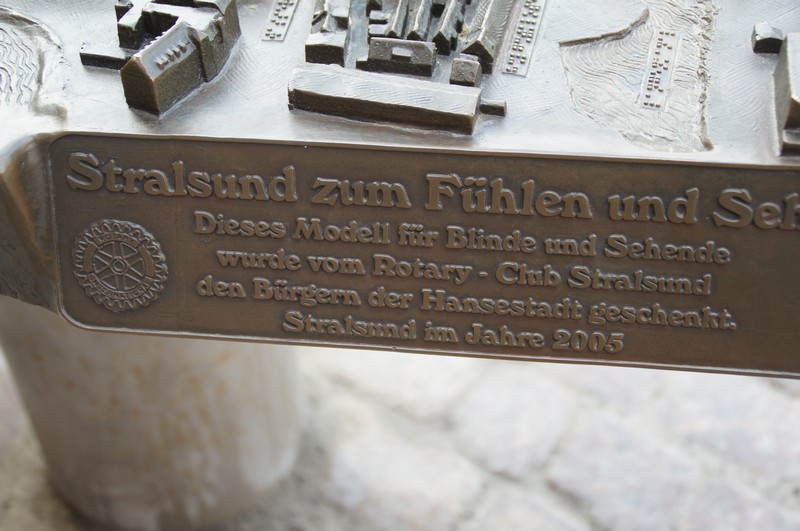 Stralsund zum Fühlen und Seh
Dieses Modell für Blinde und Sehende
wurde vom Rotary - Club Stralsund
den Bürgern der Hansestadt geschenkt.
Stralsund im Jahre 2005